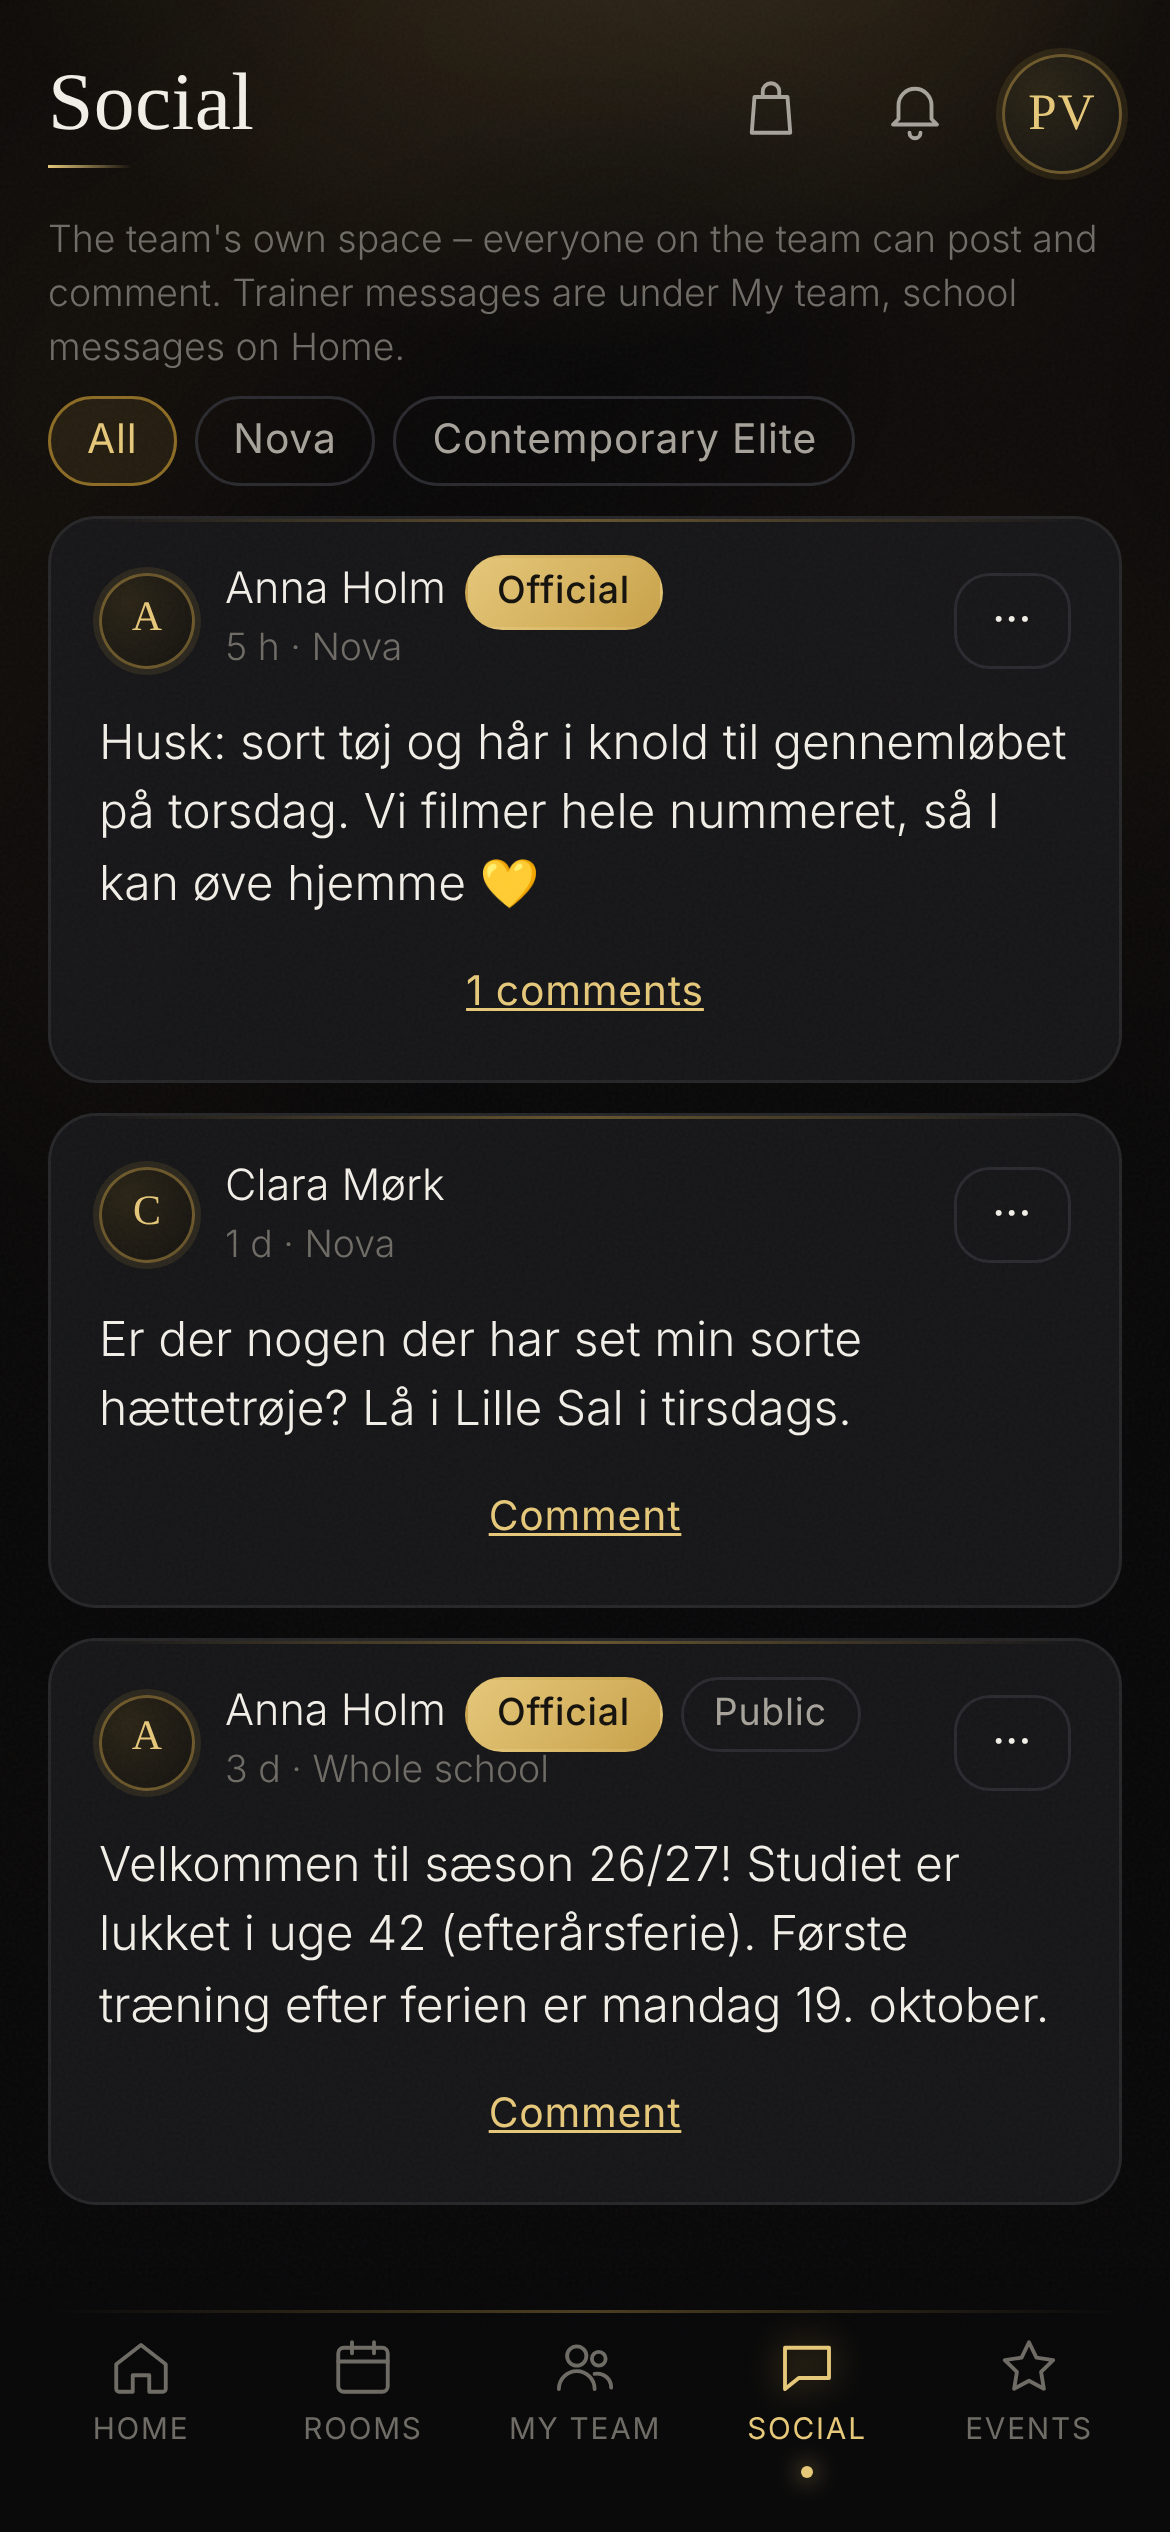 Social
PV
The team's own space – everyone on the team can post and
comment. Trainer messages are under My team, school
messages on Home.
All
Nova
Contemporary Elite
A
Anna Holm
Official
5 h · Nova
...
Husk: sort tøj og hår i knold til gennemløbet
på torsdag. Vi filmer hele nummeret, så I
kan øve hjemme 💛
1 comments
C
Clara Mørk
1 d · Nova
...
Er der nogen der har set min sorte
hættetrøje? Lå i Lille Sal i tirsdags.
Comment
A
Anna Holm
Official
Public
3 d · Whole school
...
Velkommen til sæson 26/27! Studiet er
lukket i uge 42 (efterårsferie). Første
træning efter ferien er mandag 19. oktober.
Comment
HOME
ROOMS
MY TEAM
SOCIAL
EVENTS